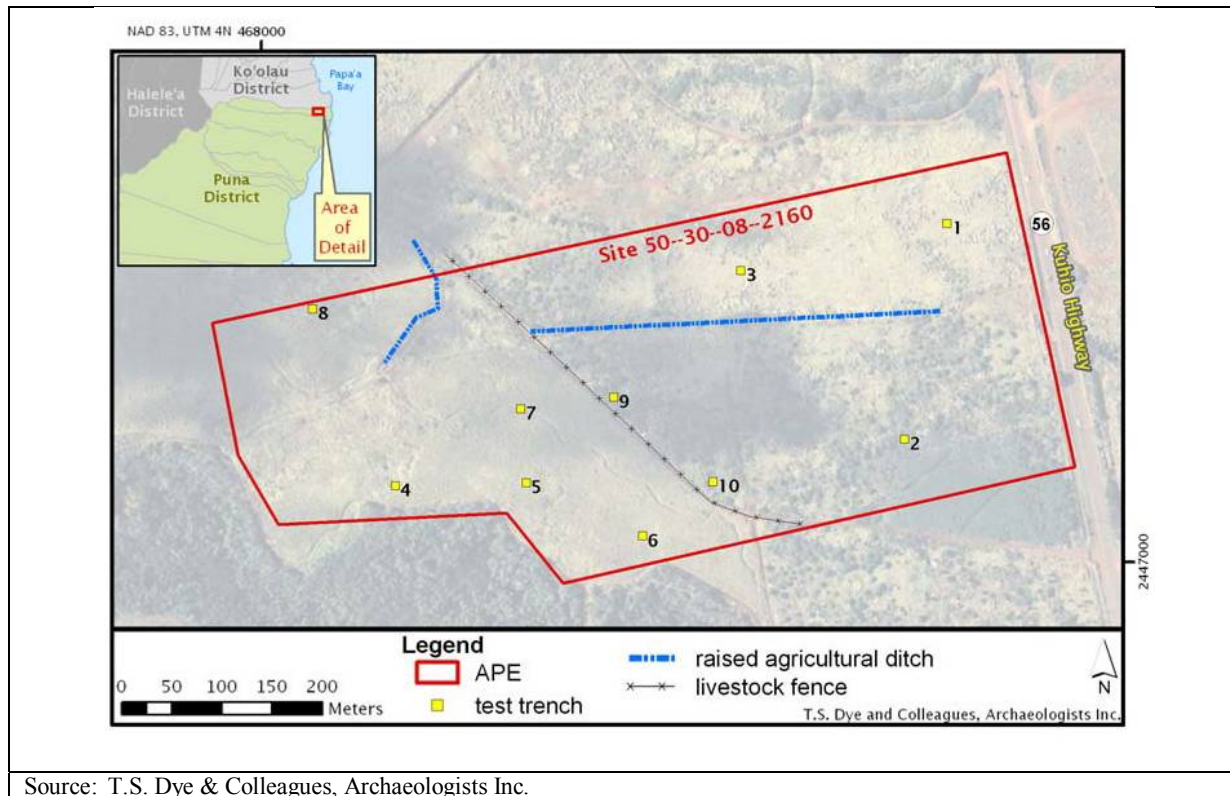 NAD 83, UTM 4N 468000
Ko'olau
District
Papa'a
Bay
Halele'a
District
Puna
District
Area
of
Detail
Site 50--30--08--2160
1
56
Kuhio Highway
3
8
9
7
2
4
5
10
6
2447000
Legend
APE
test trench
raised agricultural ditch
livestock fence
0 50 100 150 200
Meters
N
T.S. Dye and Colleagues, Archaeologists Inc.
Source: T.S. Dye & Colleagues, Archaeologists Inc.